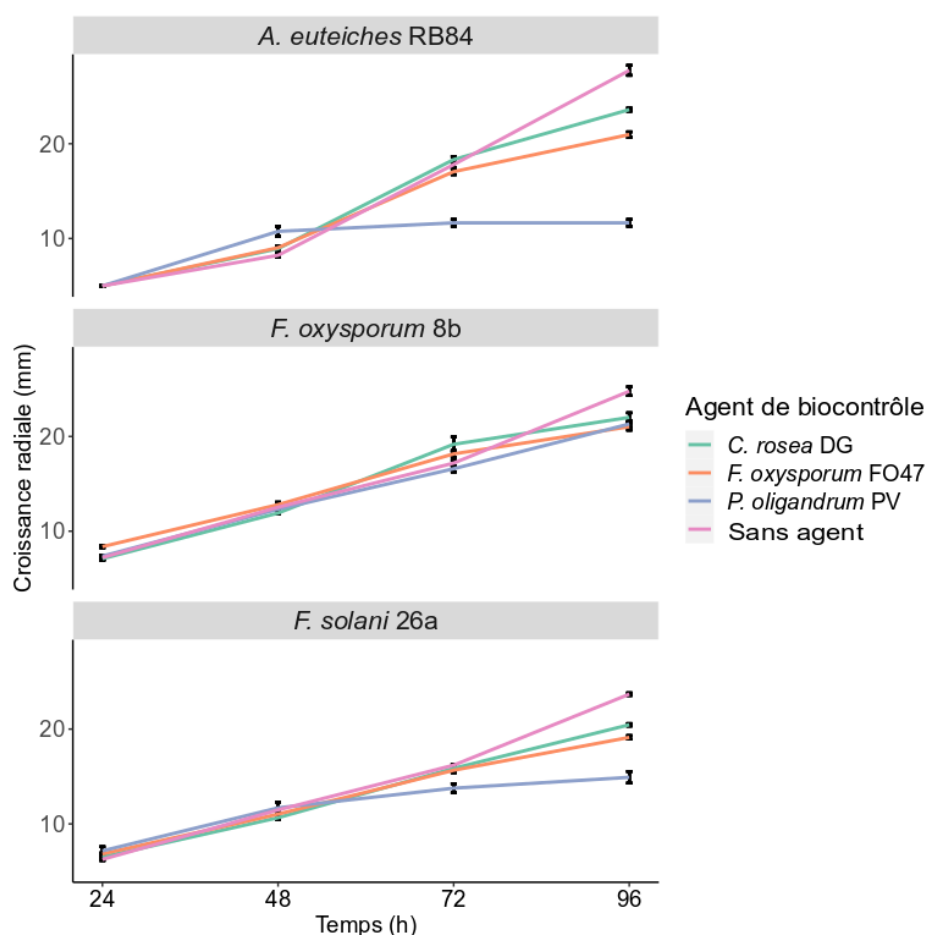 A. euteiches RB84
20
10
F. oxysporum 8b
20
10
F. solani 26a
20
10
24 48 72 96
Temps (h)
Croissance radiale (mm)
Agent de biocontrôle
C. rosea DG
F. oxysporum FO47
P. oligandrum PV
Sans agent